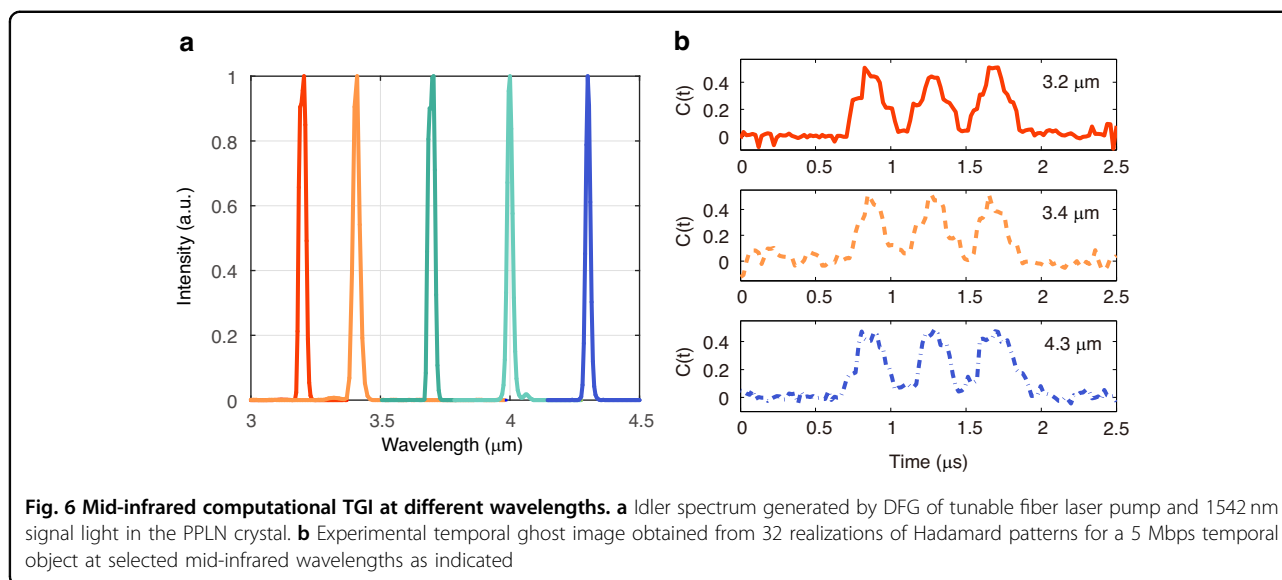 a
1
0.8
0.6
0.4
0.2
0
Intensity (a.u.)
3 3.5 4 4.5
Wavelength (μm)
b
0.4
0.2
0
C(t)
3.2 μm
0 0.5 1 1.5 2 2.5
0.4
0.2
0
C(t)
3.4 μm
0 0.5 1 1.5 2 2.5
0.4
0.2
0
C(t)
4.3 μm
0 0.5 1 1.5 2 2.5
Time (μs)
Fig. 6 Mid-infrared computational TGI at different wavelengths. a Idler spectrum generated by DFG of tunable fiber laser pump and 1542 nm
signal light in the PPLN crystal. b Experimental temporal ghost image obtained from 32 realizations of Hadamard patterns for a 5 Mbps temporal
object at selected mid-infrared wavelengths as indicated